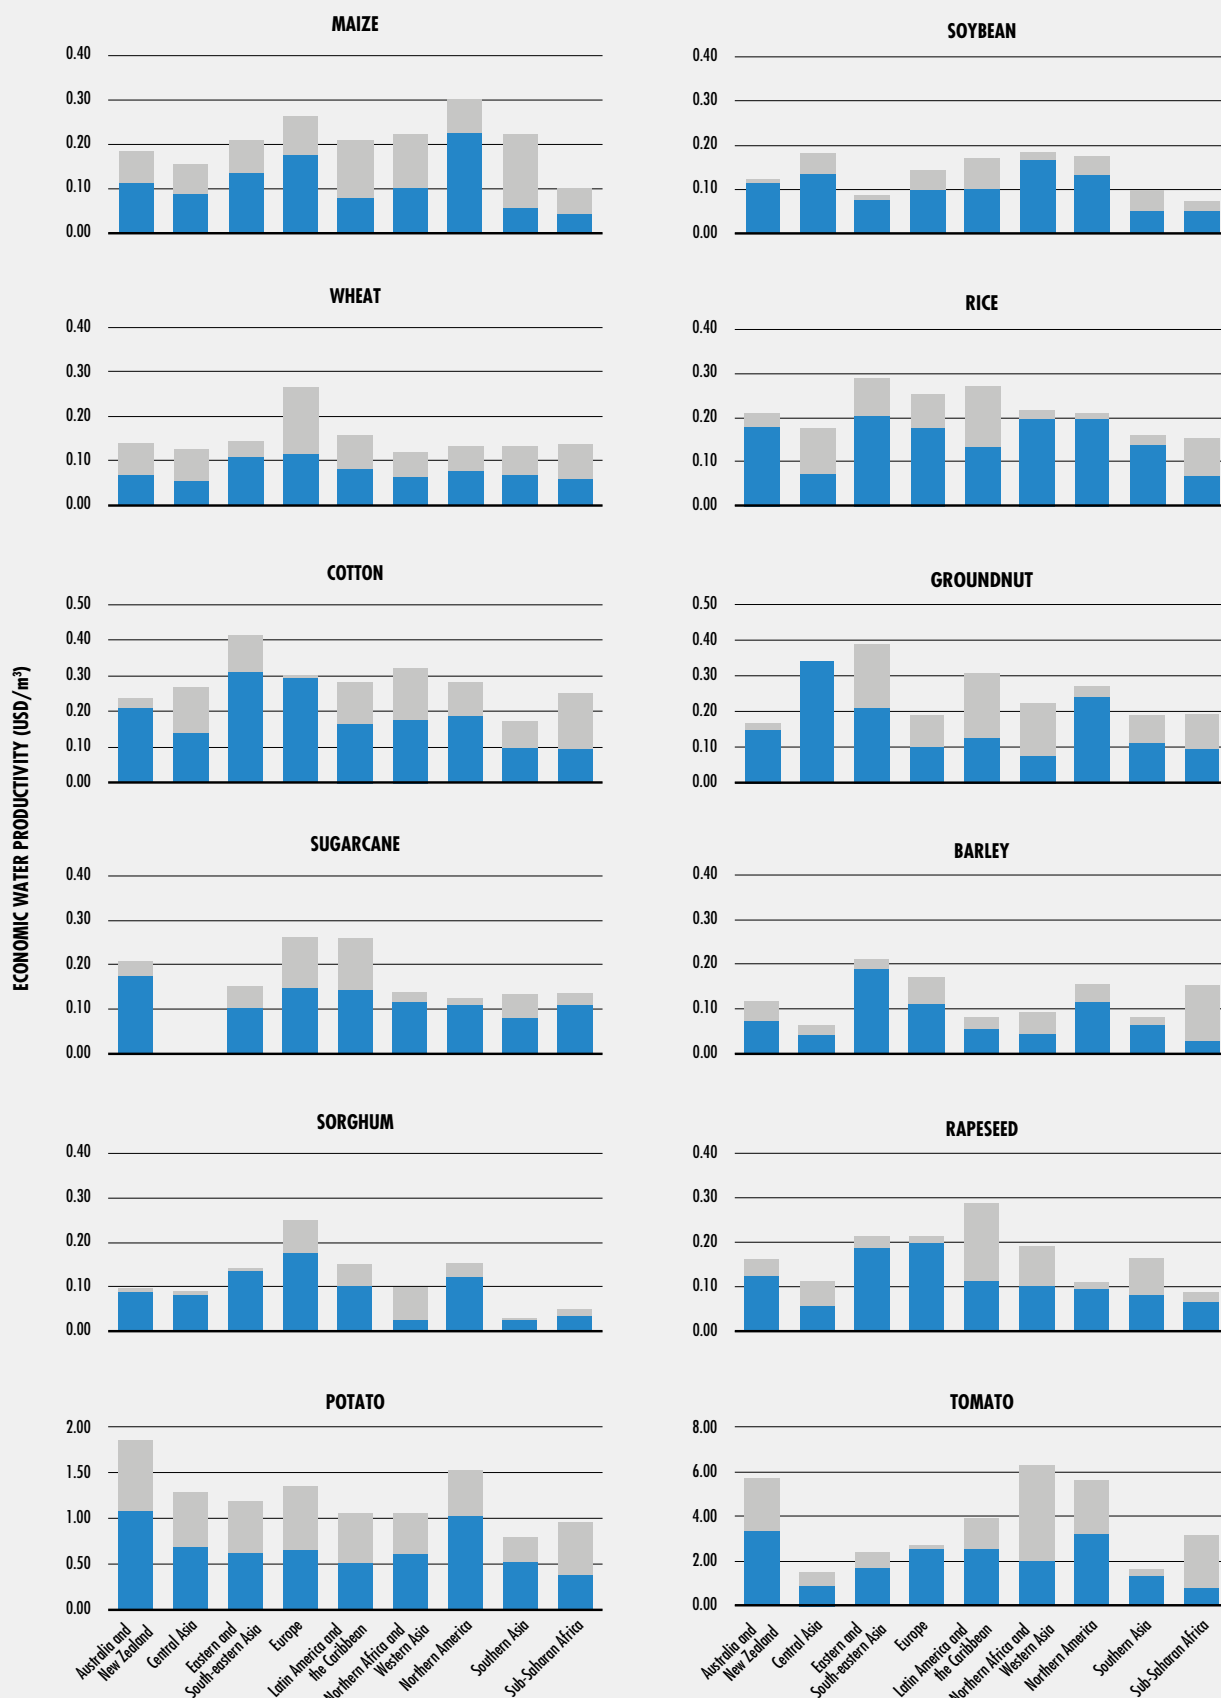 ECONOMIC WATER PRODUCTIVITY (USD/m³)
MAIZE
0.40
0.30
0.20
0.10
0.00
SOYBEAN
0.40
0.30
0.20
0.10
0.00
WHEAT
0.40
0.30
0.20
0.10
0.00
RICE
0.40
0.30
0.20
0.10
0.00
COTTON
0.50
0.40
0.30
0.20
0.10
0.00
GROUNDNUT
0.50
0.40
0.30
0.20
0.10
0.00
SUGARCANE
0.40
0.30
0.20
0.10
0.00
BARLEY
0.40
0.30
0.20
0.10
0.00
SORGHUM
0.40
0.30
0.20
0.10
0.00
RAPESEED
0.40
0.30
0.20
0.10
0.00
POTATO
2.00
1.50
1.00
0.50
0.00
Australia and
New Zealand
Central Asia
Eastern and
South-eastern Asia
Europe
Latin America and
the Caribbean
Northern Africa and
Western Asia
Northern America
Southern Asia
Sub-Saharan Africa
TOMATO
8.00
6.00
4.00
2.00
0.00
Australia and
New Zealand
Central Asia
Eastern and
South-eastern Asia
Europe
Latin America and
the Caribbean
Northern Africa and
Western Asia
Northern America
Southern Asia
Sub-Saharan Africa